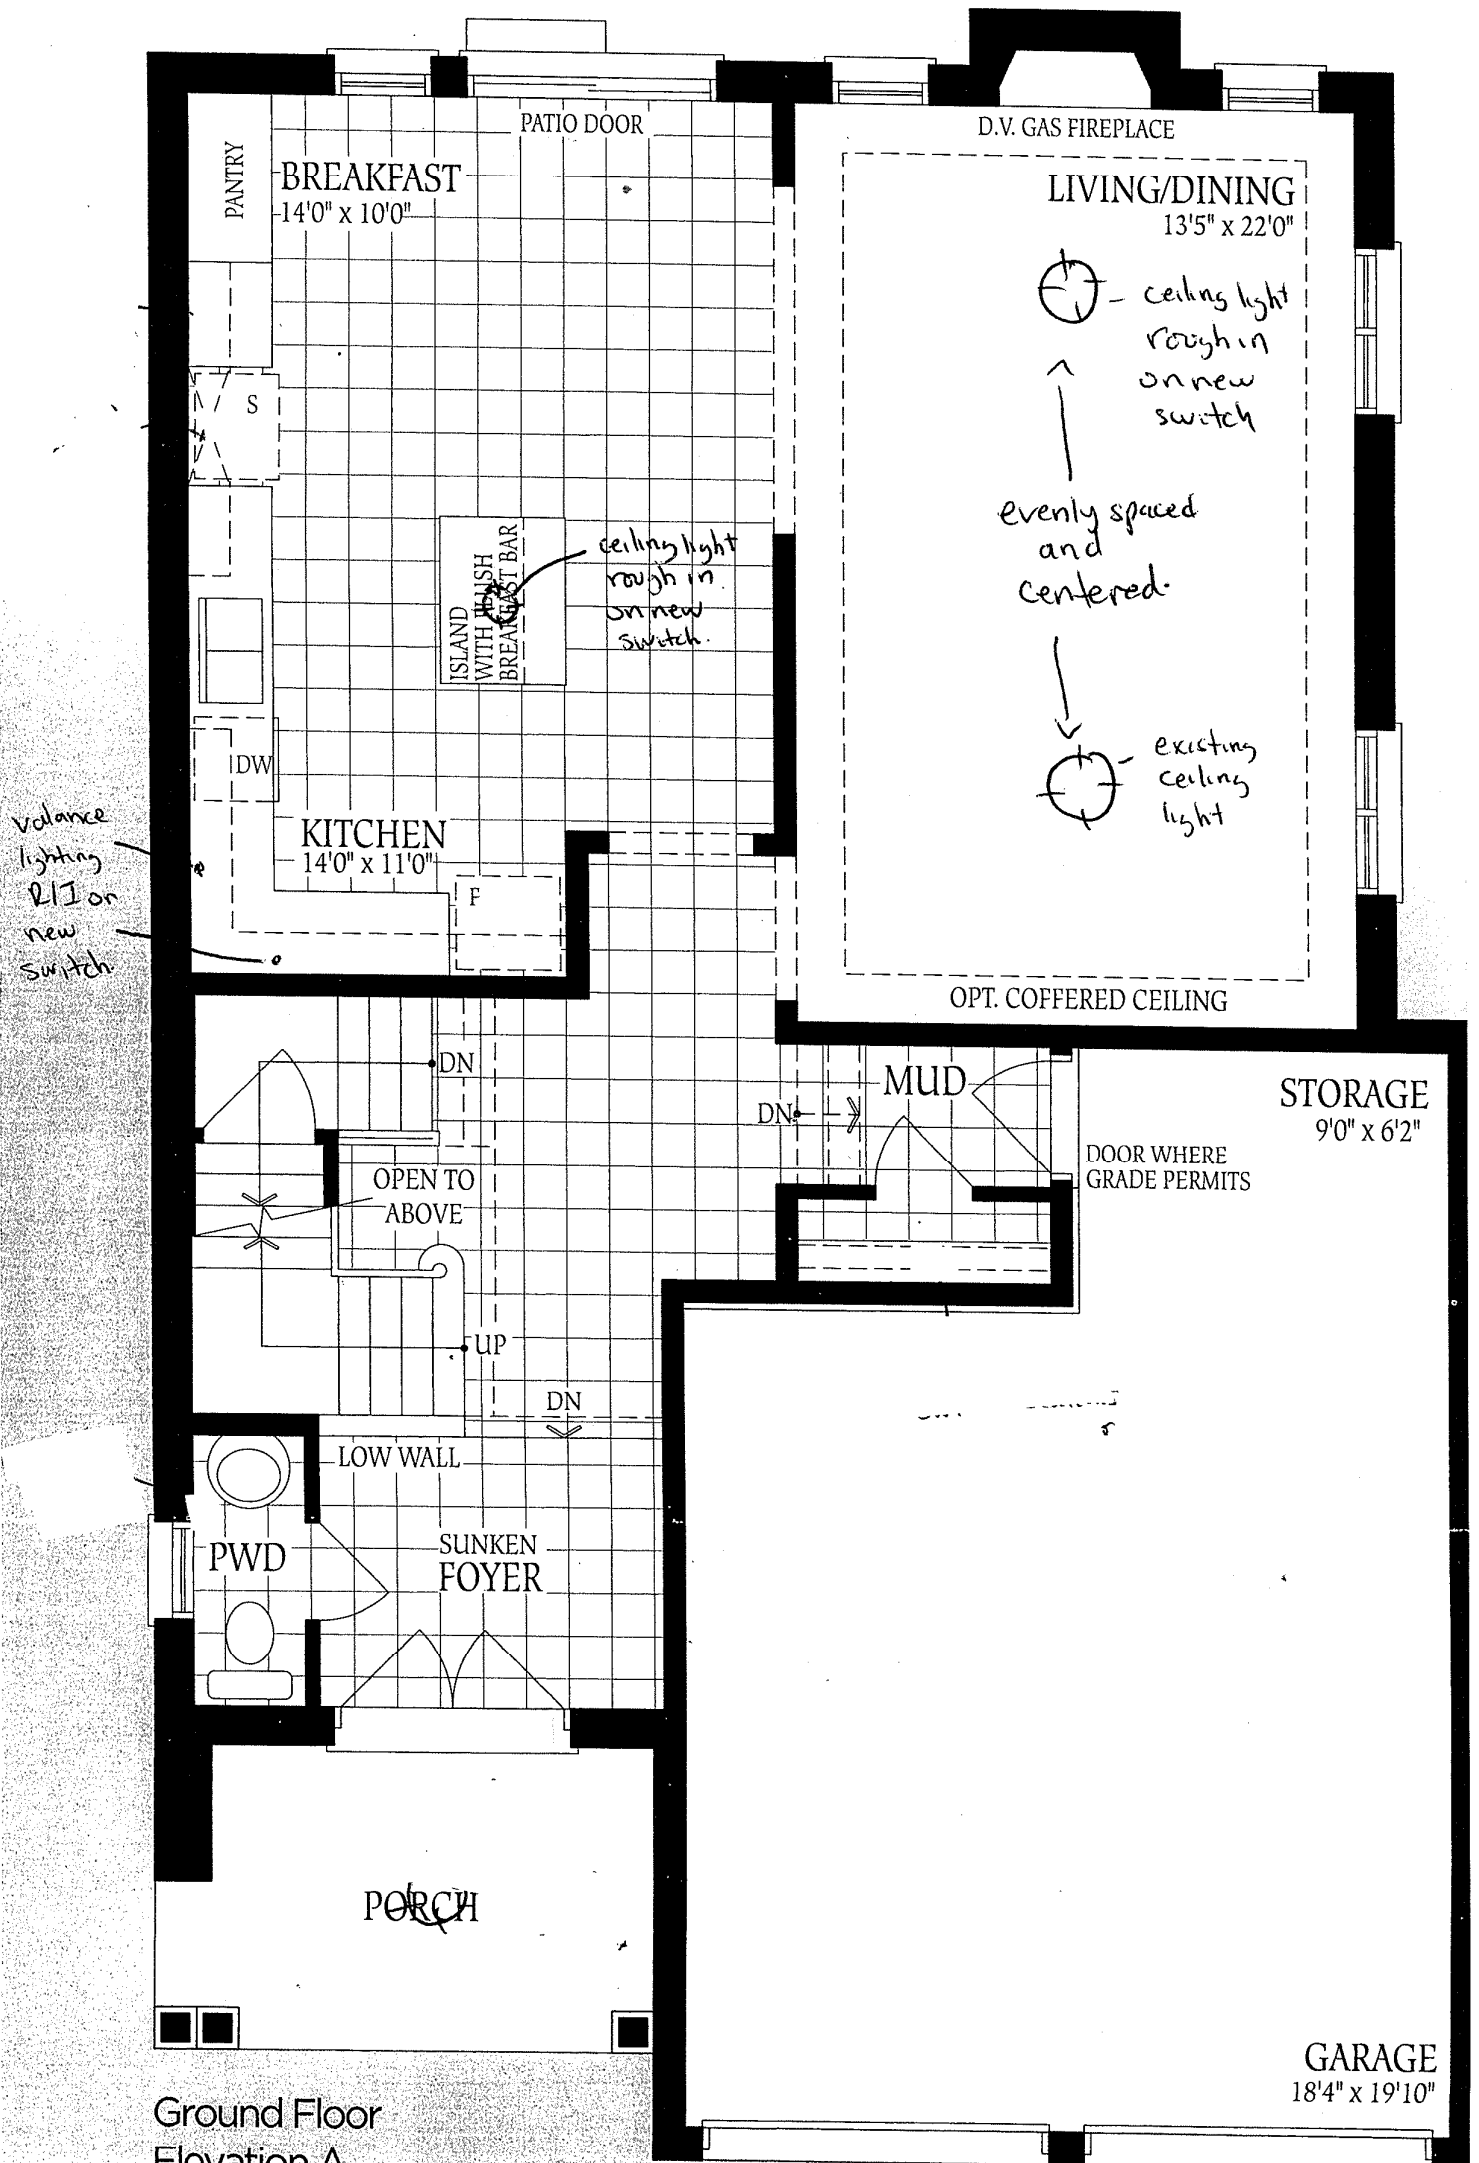 PATIO DOOR
D.V. GAS FIREPLACE
PANTRY
BREAKFAST
14'0" x 10'0"
LIVING/DINING
13'5" x 22'0"
ceiling light
rough in
on new
switch
S
evenly spaced
and
centered.
ISLAND
WITH FLUSH
BREAKFAST BAR
ceiling light
rough in
on new
switch.
existing
ceiling
light
DW
valance
lighting
R/I on
new
switch.
KITCHEN
14'0" x 11'0"
F
OPT. COFFERED CEILING
DN
MUD
DN
STORAGE
9'0" x 6'2"
DOOR WHERE
GRADE PERMITS
OPEN TO
ABOVE
UP
DN
LOW WALL
PWD
SUNKEN
FOYER
PORCH
GARAGE
18'4" x 19'10"
Ground Floor
Elevation A